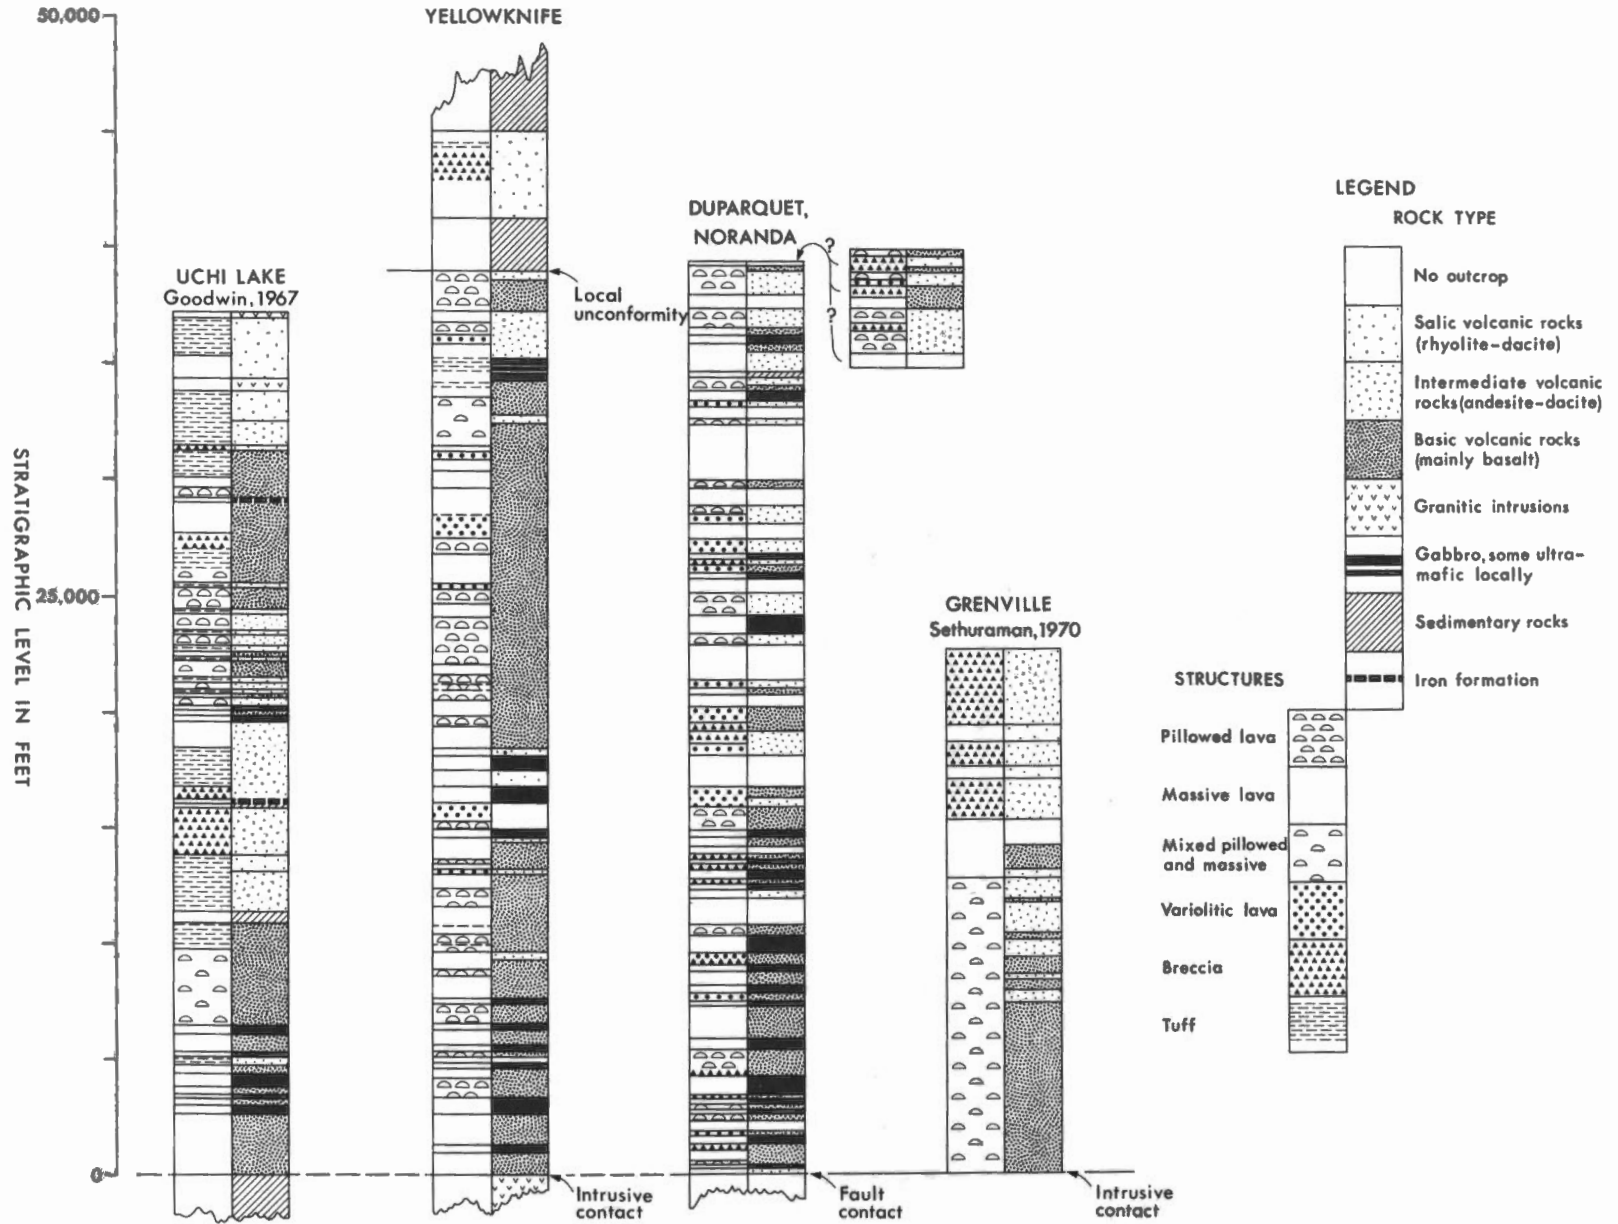 50,000
YELLOWKNIFE
LEGEND
ROCK TYPE
DUPARQUET,
NORANDA
?
UCHI LAKE
Goodwin, 1967
Local
unconformity
?
No outcrop
Salic volcanic rocks
(rhyolite-dacite)
Intermediate volcanic
rocks(andesite-dacite)
Basic volcanic rocks
(mainly basalt)
Granitic intrusions
Gabbro, some ultra-
mafic locally
Sedimentary rocks
Iron formation
STRATIGRAPHIC LEVEL IN FEET
25,000
GRENVILLE
Sethuraman, 1970
STRUCTURES
Pillowed lava
Massive lava
Mixed pillowed
and massive
Variolitic lava
Breccia
Tuff
0
Intrusive
contact
Fault
contact
Intrusive
contact